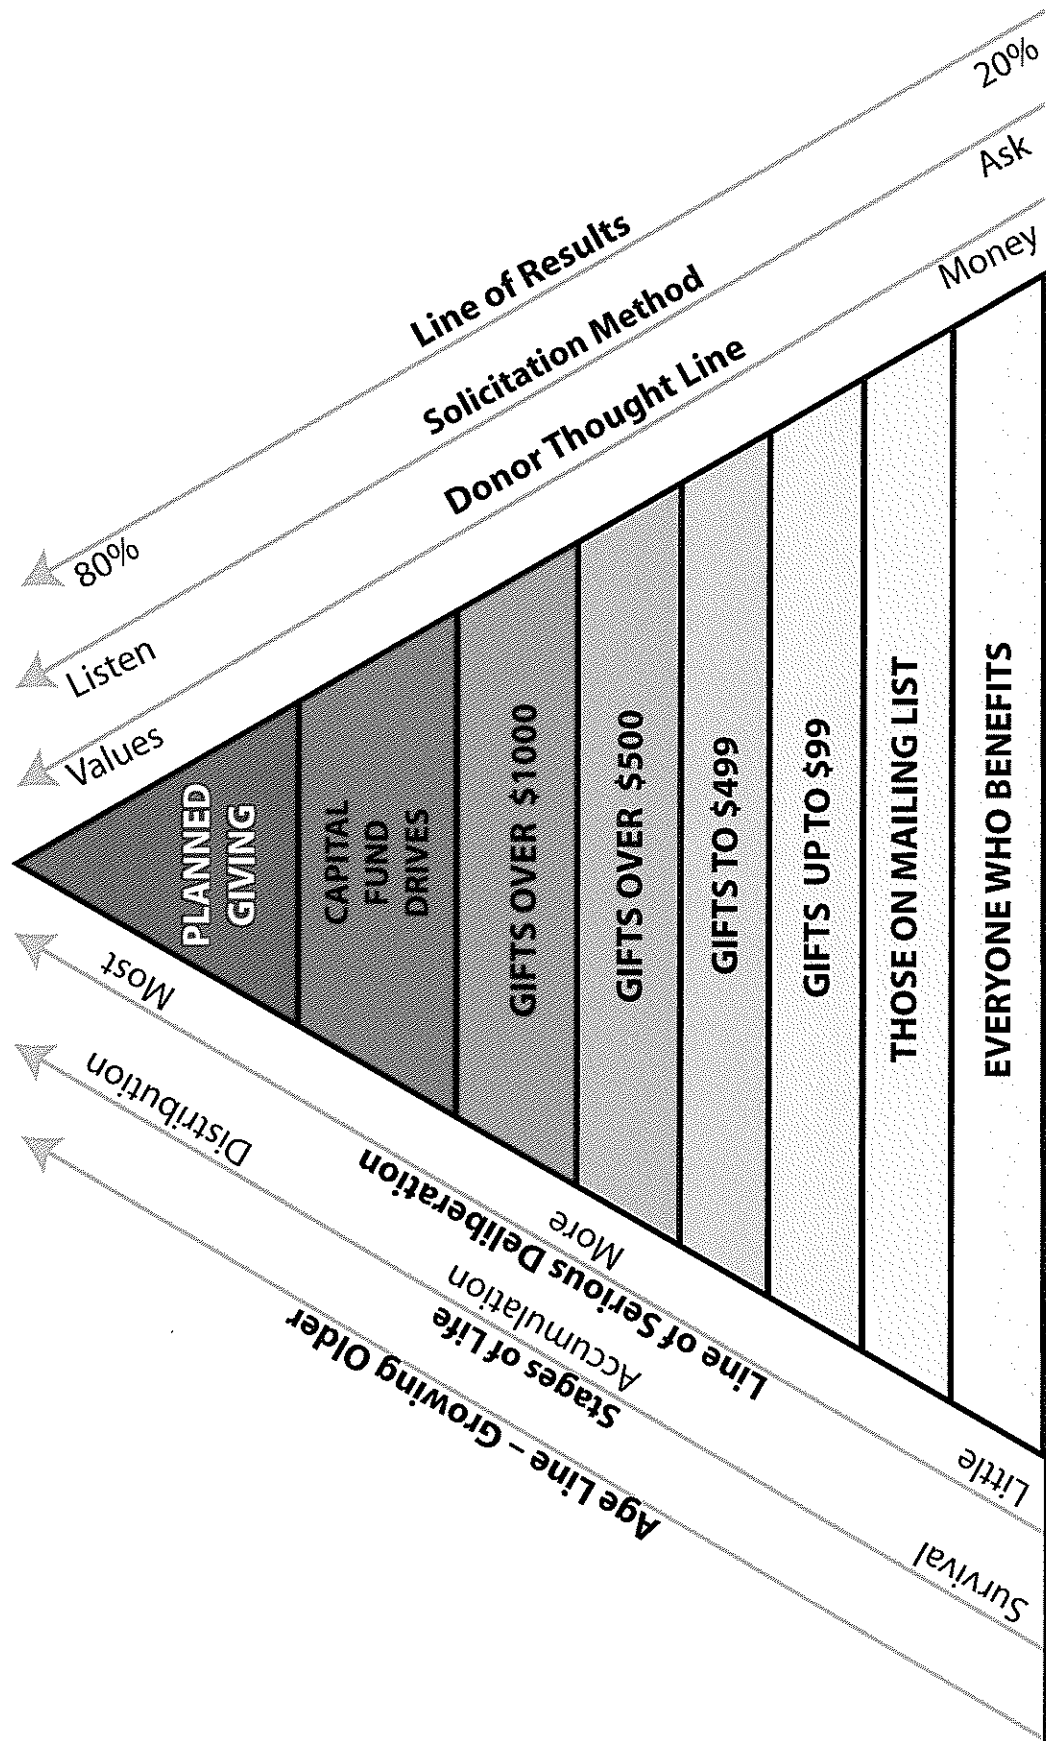 PLANNED
GIVING
CAPITAL
FUND
DRIVES
GIFTS OVER $1000
GIFTS OVER $500
GIFTS TO $499
GIFTS UP TO $99
THOSE ON MAILING LIST
EVERYONE WHO BENEFITS
Age Line – Growing Older
Stages of Life
Distribution
Accumulation
Survival
Line of Serious Deliberation
Most
More
Little
Donor Thought Line
Values
Money
Solicitation Method
Listen
Ask
Line of Results
80%
20%